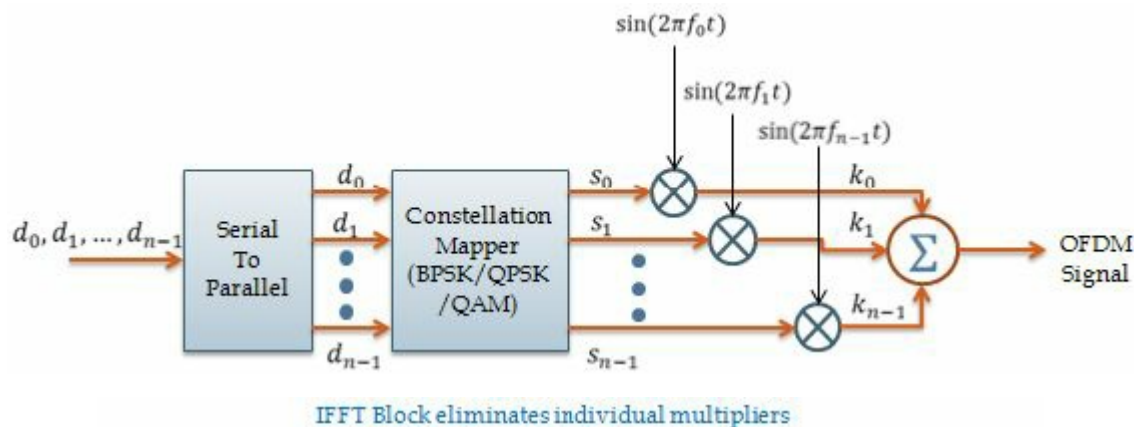 sin(2πf₀t)
sin(2πf₁t)
sin(2πfₙ₋₁t)
d₀, d₁, ..., dₙ₋₁
Serial
To
Parallel
d₀
d₁
dₙ₋₁
Constellation
Mapper
(BPSK/QPSK
/QAM)
s₀
s₁
sₙ₋₁
k₀
k₁
kₙ₋₁
Σ
OFDM
Signal
IFFT Block eliminates individual multipliers